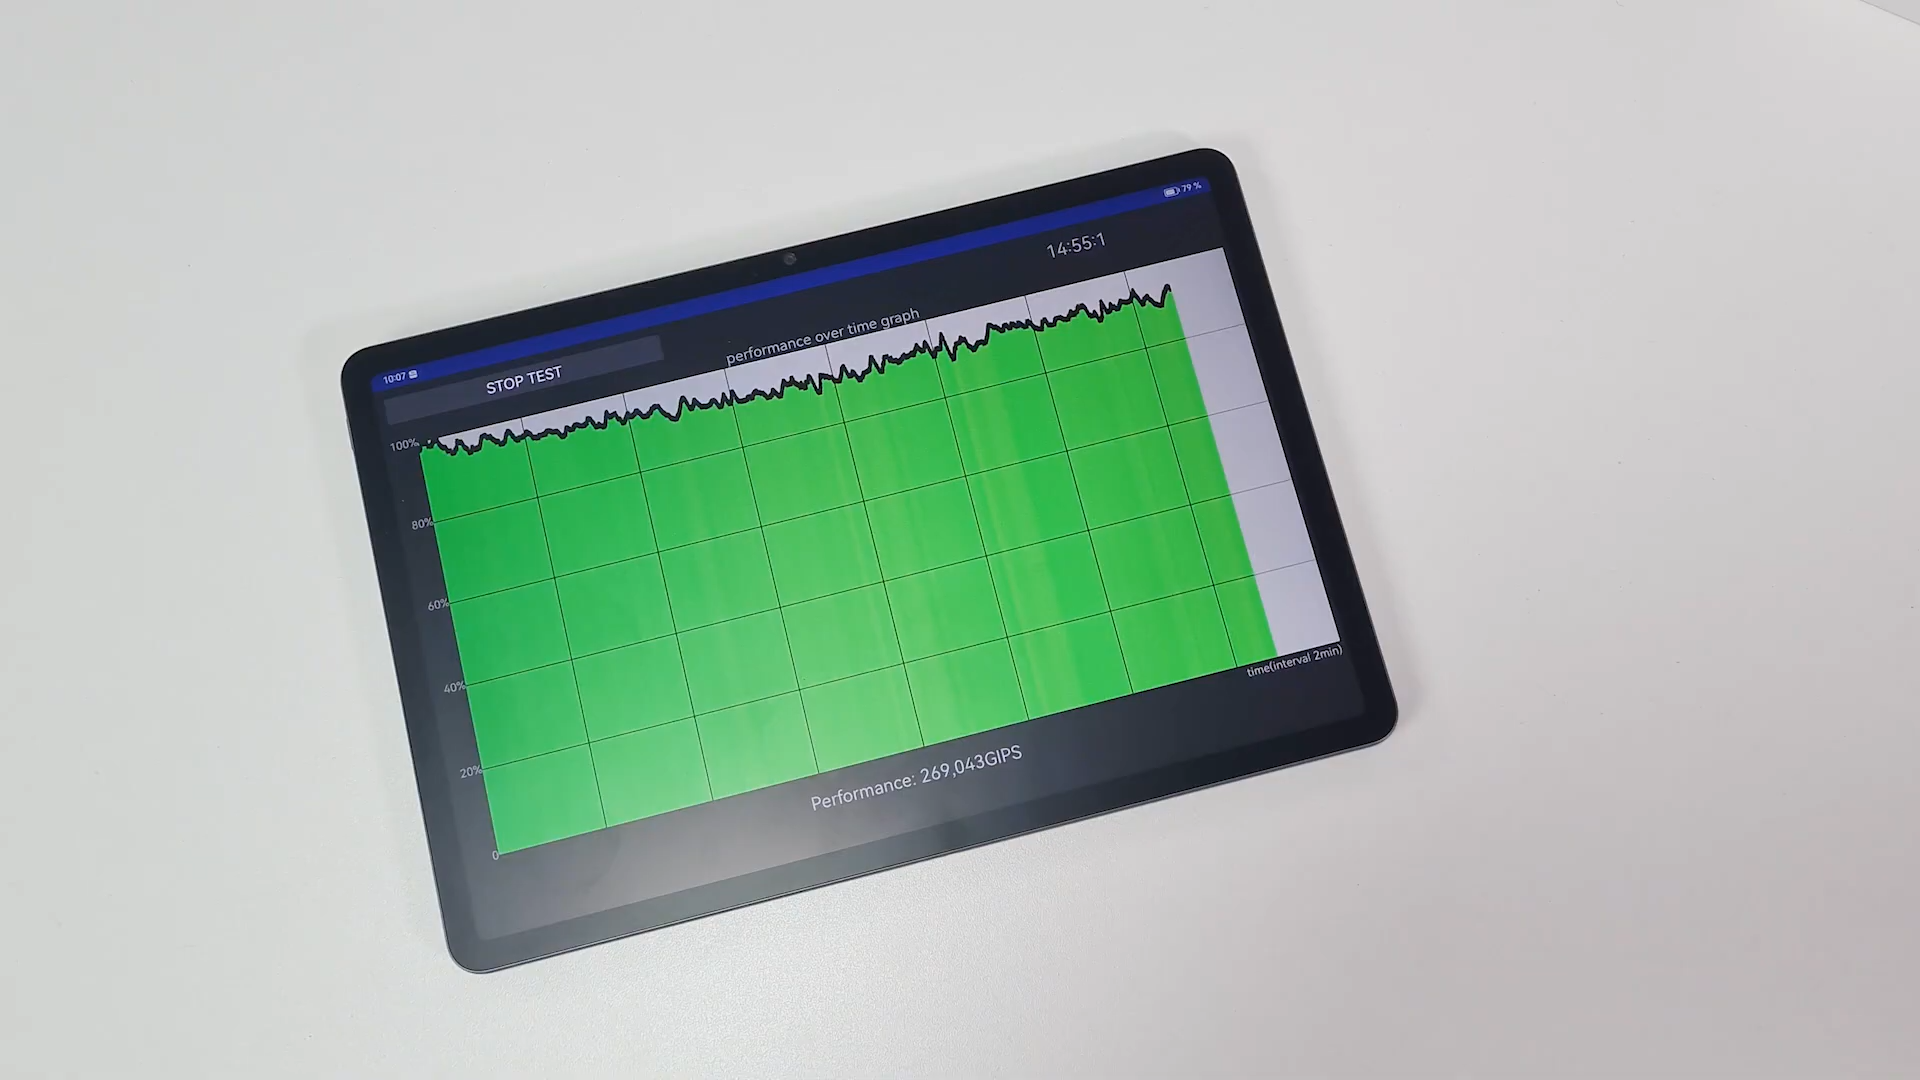 10:07
79 %
14:55:1
STOP TEST
performance over time graph
100%
80%
60%
40%
20%
0
time(interval 2min)
Performance: 269,043GIPS